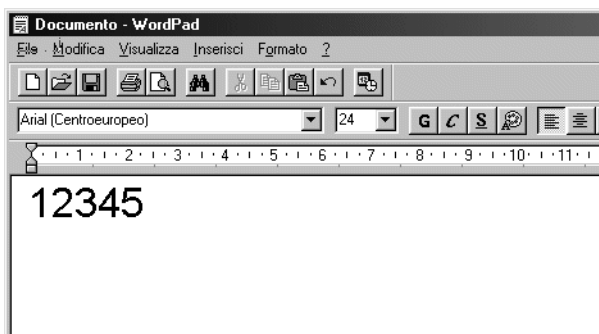 Documento - WordPad
File Modifica Visualizza Inserisci Formato ?
Arial (Centroeuropeo) 24 G C S
1 2 3 4 5 6 7 8 9 10 11
12345